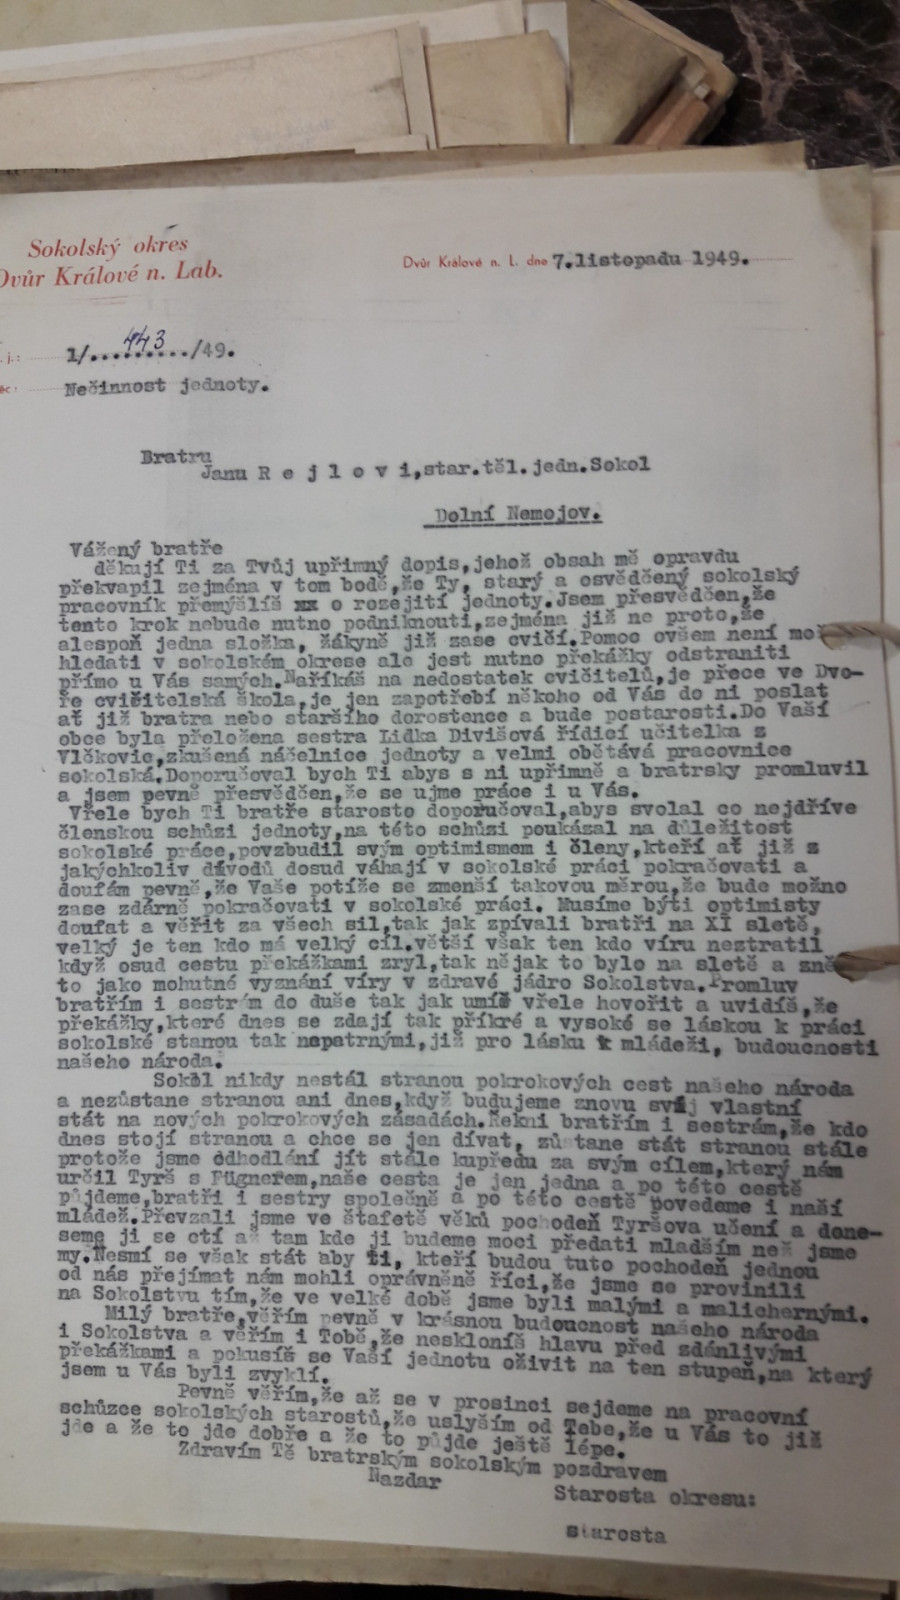 Sokolský okres
Dvůr Králové n. Lab.
Dvůr Králové n. L. dne 7.listopadu 1949.
j.: 1/..443../49.
ěc: Nečinnost jednoty.
Bratru
Janu R e j l o v i,star.těl.jedn.Sokol
Dolní Nemojov.
Vážený bratře
děkuji Ti za Tvůj upřimný dopis,jehož obsah mě opravdu
překvapil zejména v tom bodě,že Ty, starý a osvědčený sokolský
pracovník přemýšlíš xx o rozejití jednoty.Jsem přesvědčen,že
tento krok nebude nutno podniknouti,zejména již ne proto,že
alespoň jedna složka, žákyně již zase cvičí.Pomoc ovšem není mož
hledati v sokolském okrese ale jest nutno překážky odstraniti
přímo u Vás samých.Naříkáš na nedostatek cvičitelů,je přece ve Dvo-
ře cvičitelská škola,je jen zapotřebí někoho od Vás do ní poslat
ať již bratra nebo staršího dorostence a bude postarosti.Do Vaší
obce byla přeložena sestra Lidka Divišová řídící učitelka z
Vlčkovic,zkušená náčelnice jednoty a velmi obětává pracovnice
sokolská.Doporučoval bych Ti abys s ní upřimně a bratrsky promluvil
a jsem pevně přesvědčen,že se ujme práce i u Vás.
Vřele bych Ti bratře starosto doporučoval,abys svolal co nejdříve
členskou schůzi jednoty,na této schůzi poukázal na důležitost
sokolské práce,povzbudil svým optimismem i členy,kteří ať již z
jakýchkoliv důvodů dosud váhají v sokolské práci pokračovati a
doufám pevně,že Vaše potíže se zmenší takovou měrou,že bude možno
zase zdárně pokračovati v sokolské práci. Musíme býti optimisty
doufat a věřit za všech sil,tak jak zpívali bratři na XI sletě,
velký je ten kdo má velký cíl.větší však ten kdo víru neztratil
když osud cestu překážkami zryl,tak nějak to bylo na sletě a zně
to jako mohutné vyznání víry v zdravé jádro Sokolstva.Promluv
bratřím i sestrám do duše tak jak umíš vřele hovořit a uvidíš,že
překážky,které dnes se zdají tak příkré a vysoké se láskou k práci
sokolské stanou tak nepatrnými,již pro lásku k mládeži, budoucnosti
našeho národa.
Sokol nikdy nestál stranou pokrokových cest našeho národa
a nezůstane stranou ani dnes,když budujeme znovu svůj vlastní
stát na nových pokrokových zásadách.Řekni bratřím i sestrám,že kdo
dnes stojí stranou a chce se jen dívat, zůstane stát stranou stále
protože jsme odhodláni jít stále kupředu za svým cílem,který nám
určil Tyrš s Fügnerem,naše cesta je jen jedna a po této cestě
půjdeme,bratři i sestry společně a po této cestě povedeme i naší
mládež.Převzali jsme ve štafetě věků pochodeň Tyršova učení a done-
seme ji se ctí až tam kde ji budeme moci předati mladším než jsme
my.Nesmí se však stát aby ti, kteří budou tuto pochodeň jednou
od nás přejímat nám mohli oprávněně říci,že jsme se provinili
na Sokolstvu tím,že ve velké době jsme byli malými a malichernými.
Milý bratře,věřím pevně v krásnou budoucnost našeho národa
i Sokolstva a věřím i Tobě,že neskloníš hlavu před zdánlivými
překážkami a pokusíš se Vaší jednotu oživit na ten stupeň,na který
jsem u Vás byli zvyklí.
Pevně věřím,že až se v prosinci sejdeme na pracovní
schůzce sokolských starostů,že uslyším od Tebe,že u Vás to již
jde a že to jde dobře a že to půjde ještě lépe.
Zdravím Tě bratrským sokolským pozdravem
Nazdar
Starosta okresu:
starosta